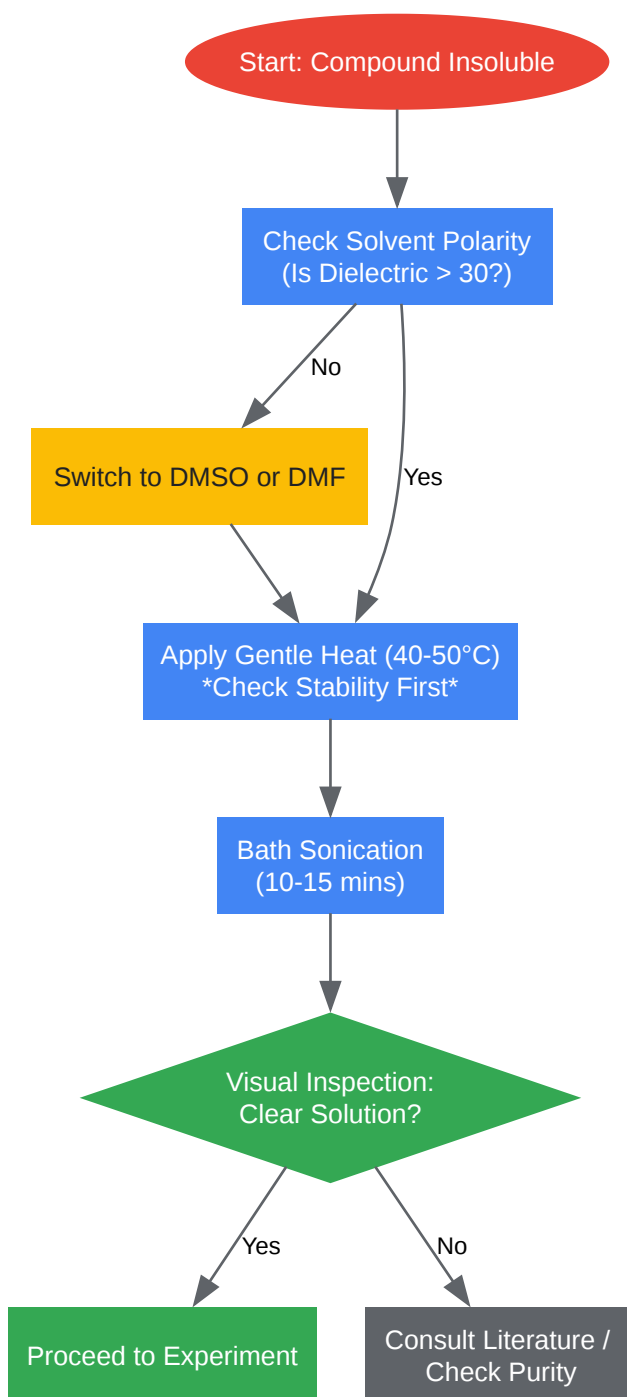 Start: Compound Insoluble
Check Solvent Polarity
(Is Dielectric > 30?)
No
Switch to DMSO or DMF
Yes
Apply Gentle Heat (40-50°C)
*Check Stability First*
Bath Sonication
(10-15 mins)
Visual Inspection:
Clear Solution?
Yes
No
Proceed to Experiment
Consult Literature /
Check Purity